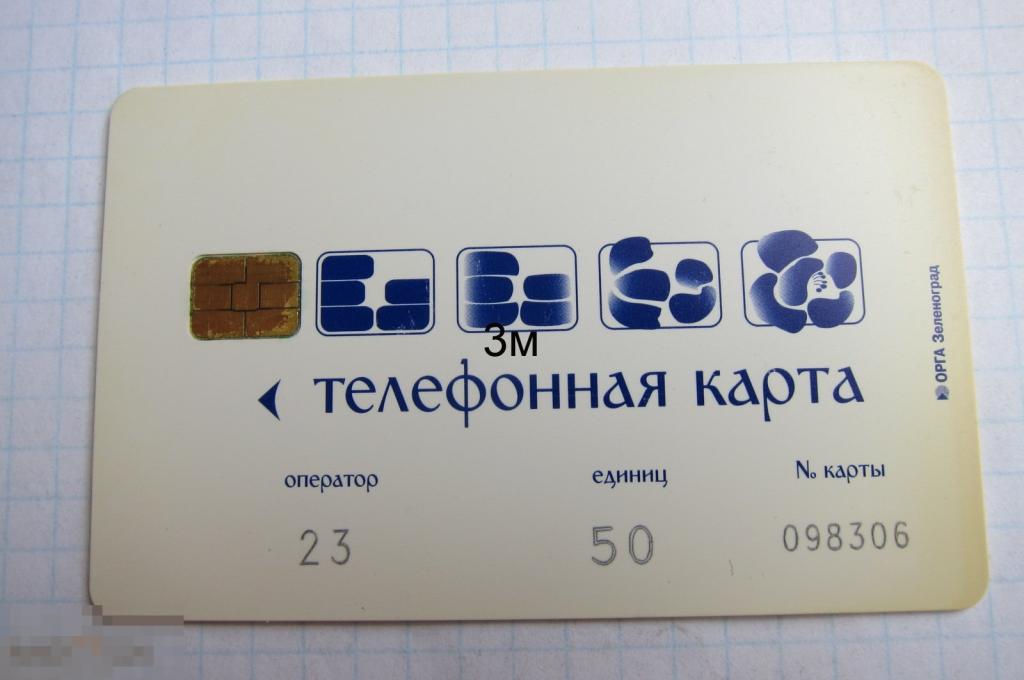 3м
телефонная карта
оператор единиц № карты
23 50 098306
ОРГА Зеленоград